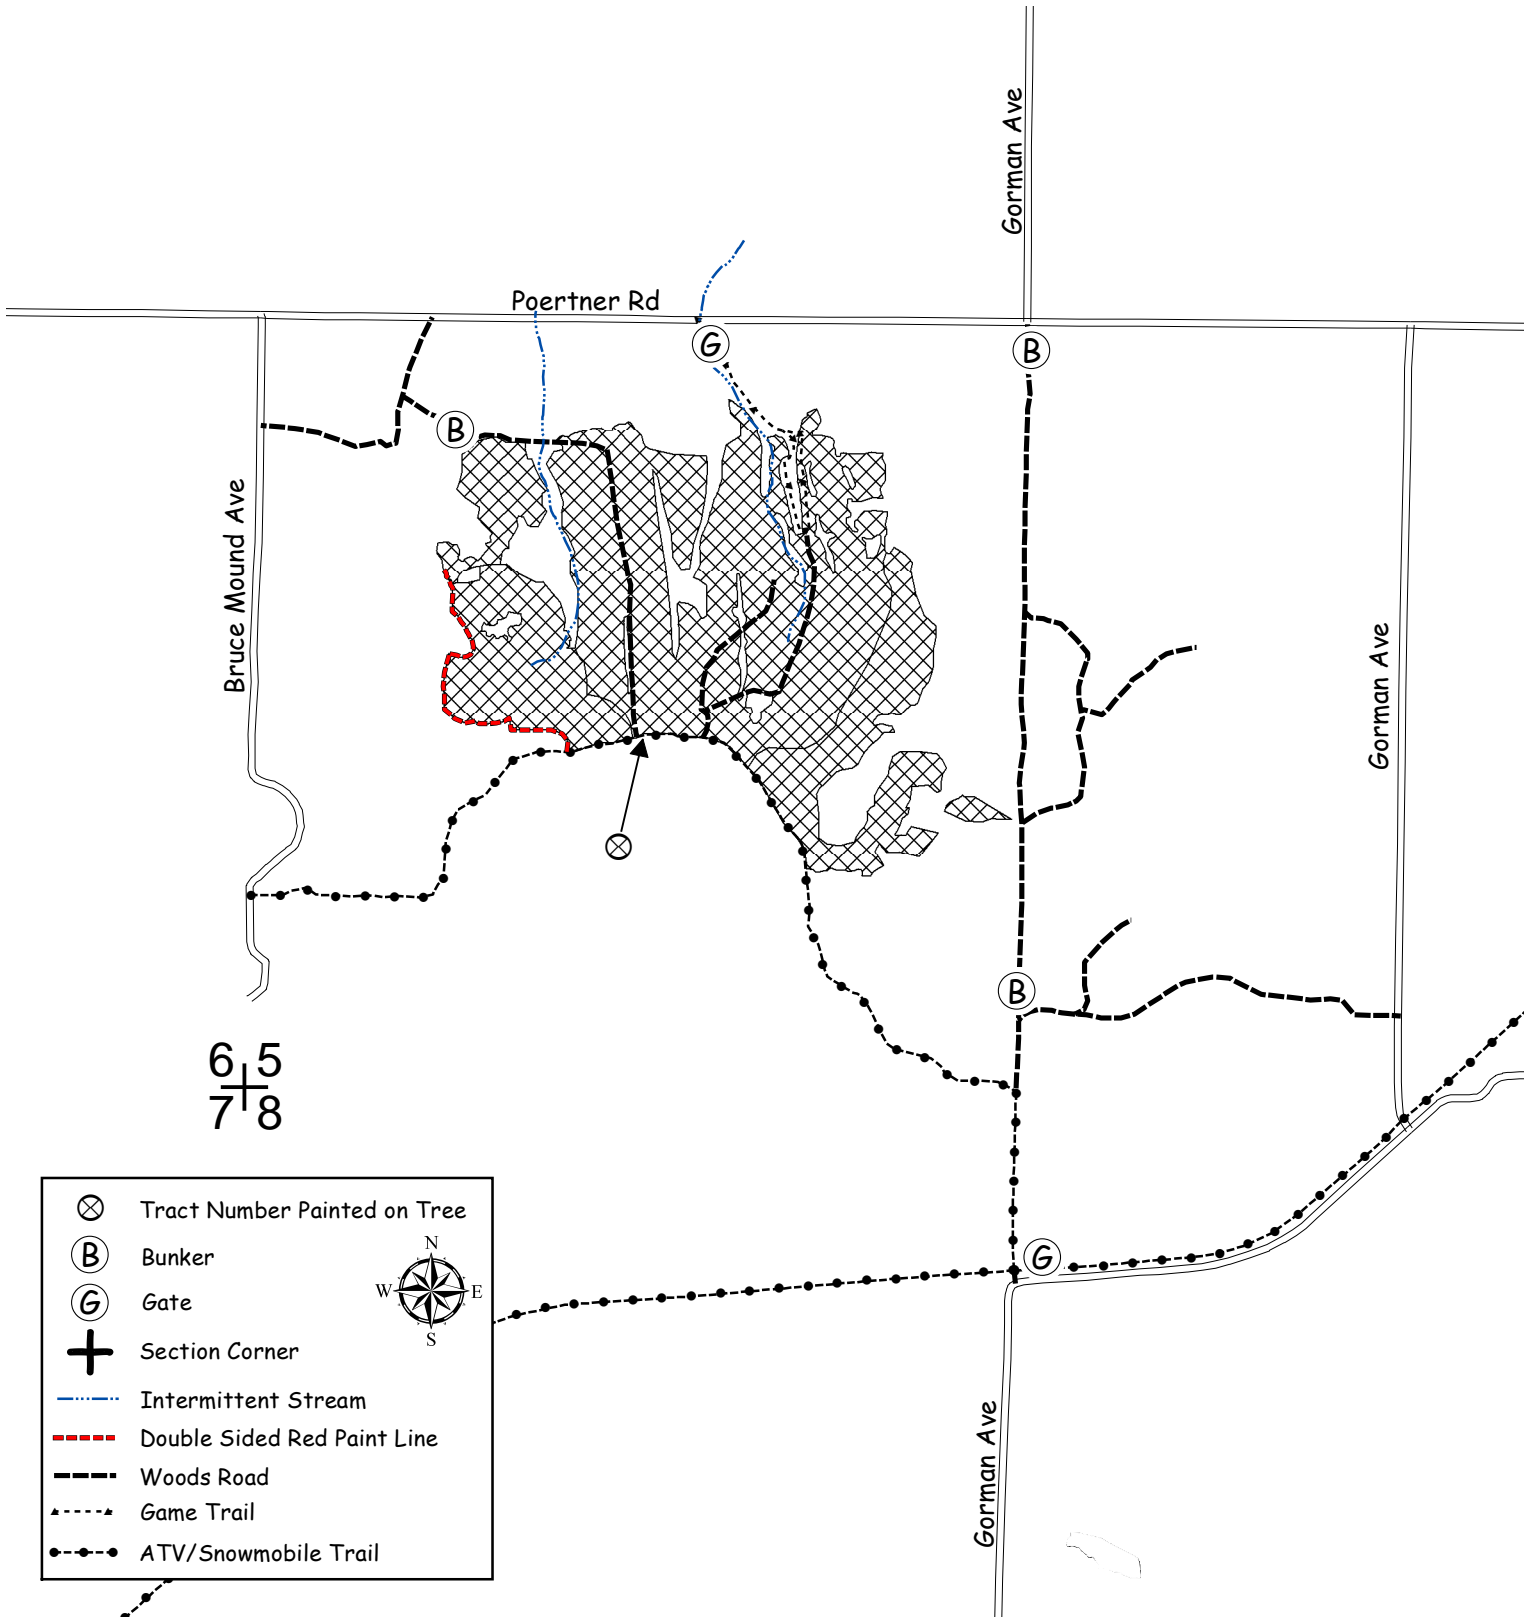 Gorman Ave
Poertner Rd
G
B
B
Bruce Mound Ave
Gorman Ave
B
6 5
7 8
G
Tract Number Painted on Tree
B Bunker
G Gate
N
W E
S
Section Corner
Intermittent Stream
Double Sided Red Paint Line
Woods Road
Game Trail
ATV/Snowmobile Trail
Gorman Ave